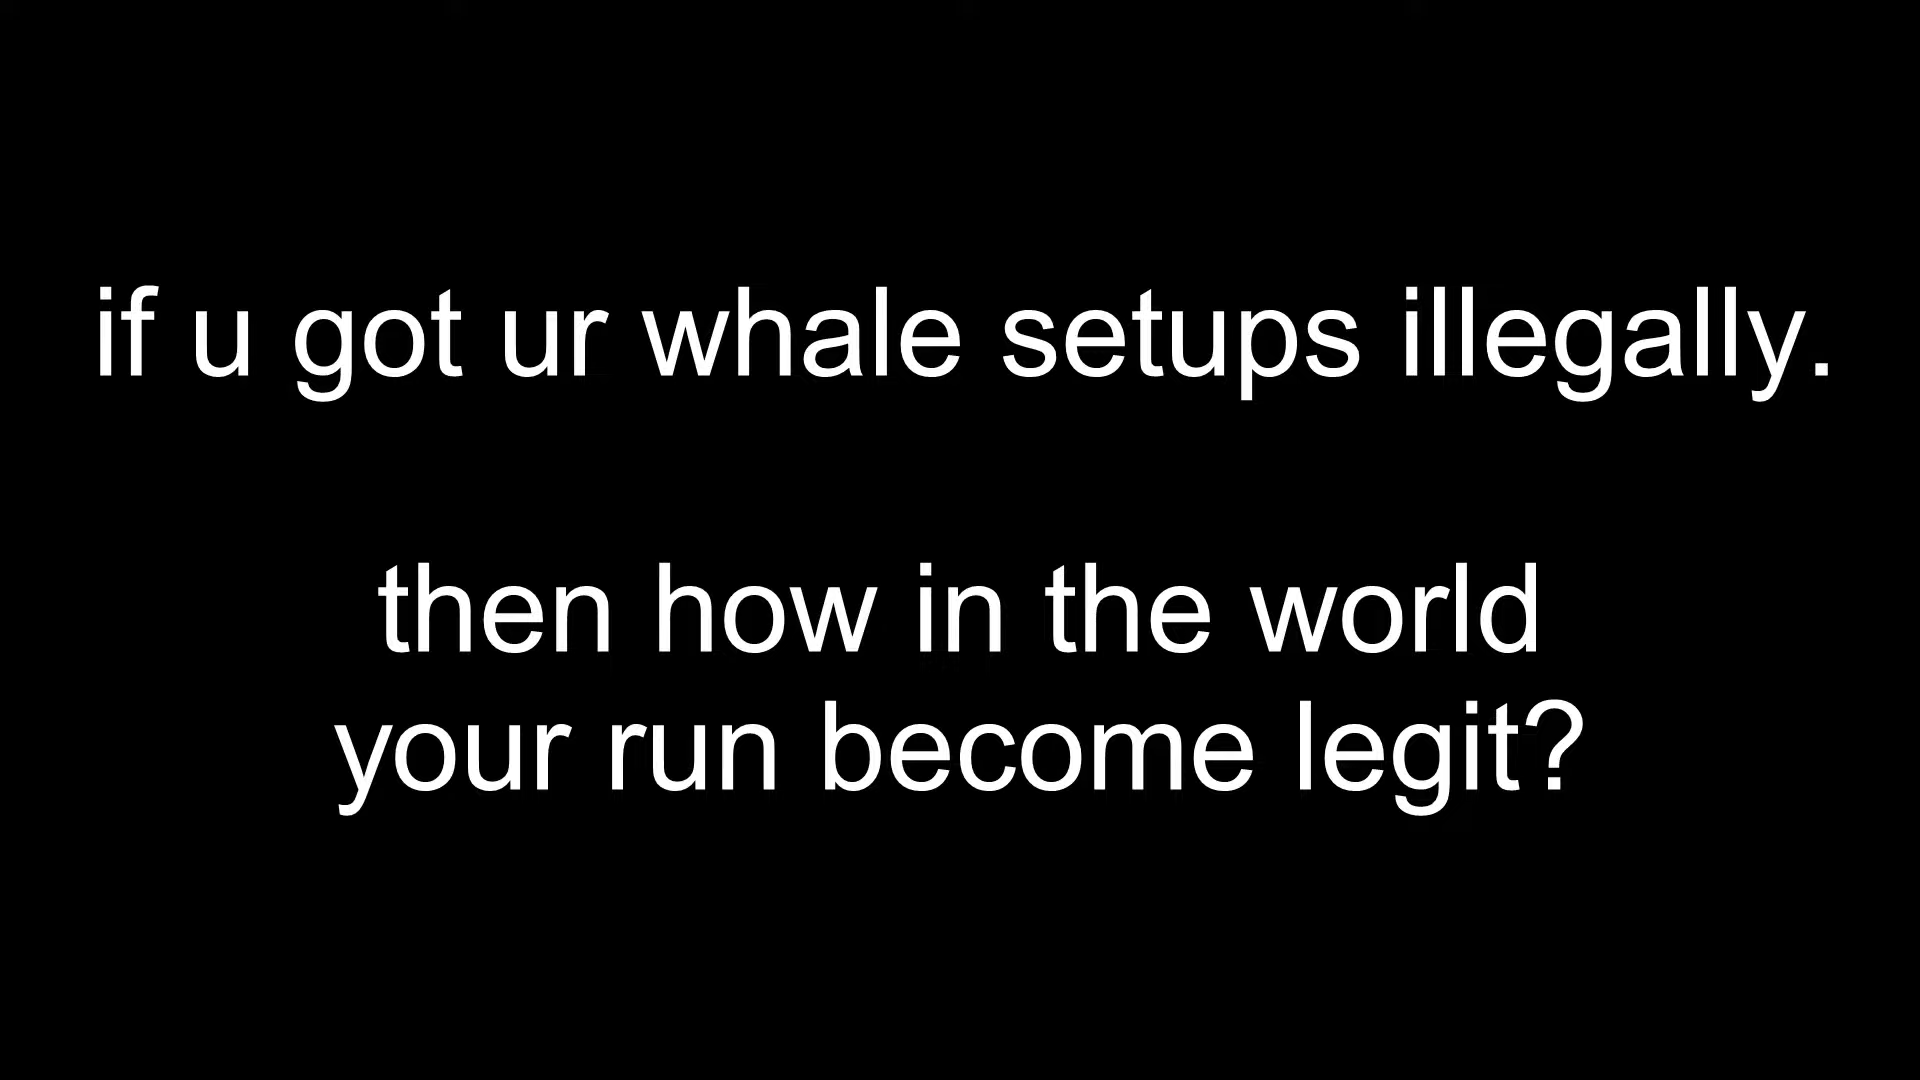 if u got ur whale setups illegally.
then how in the world
your run become legit?